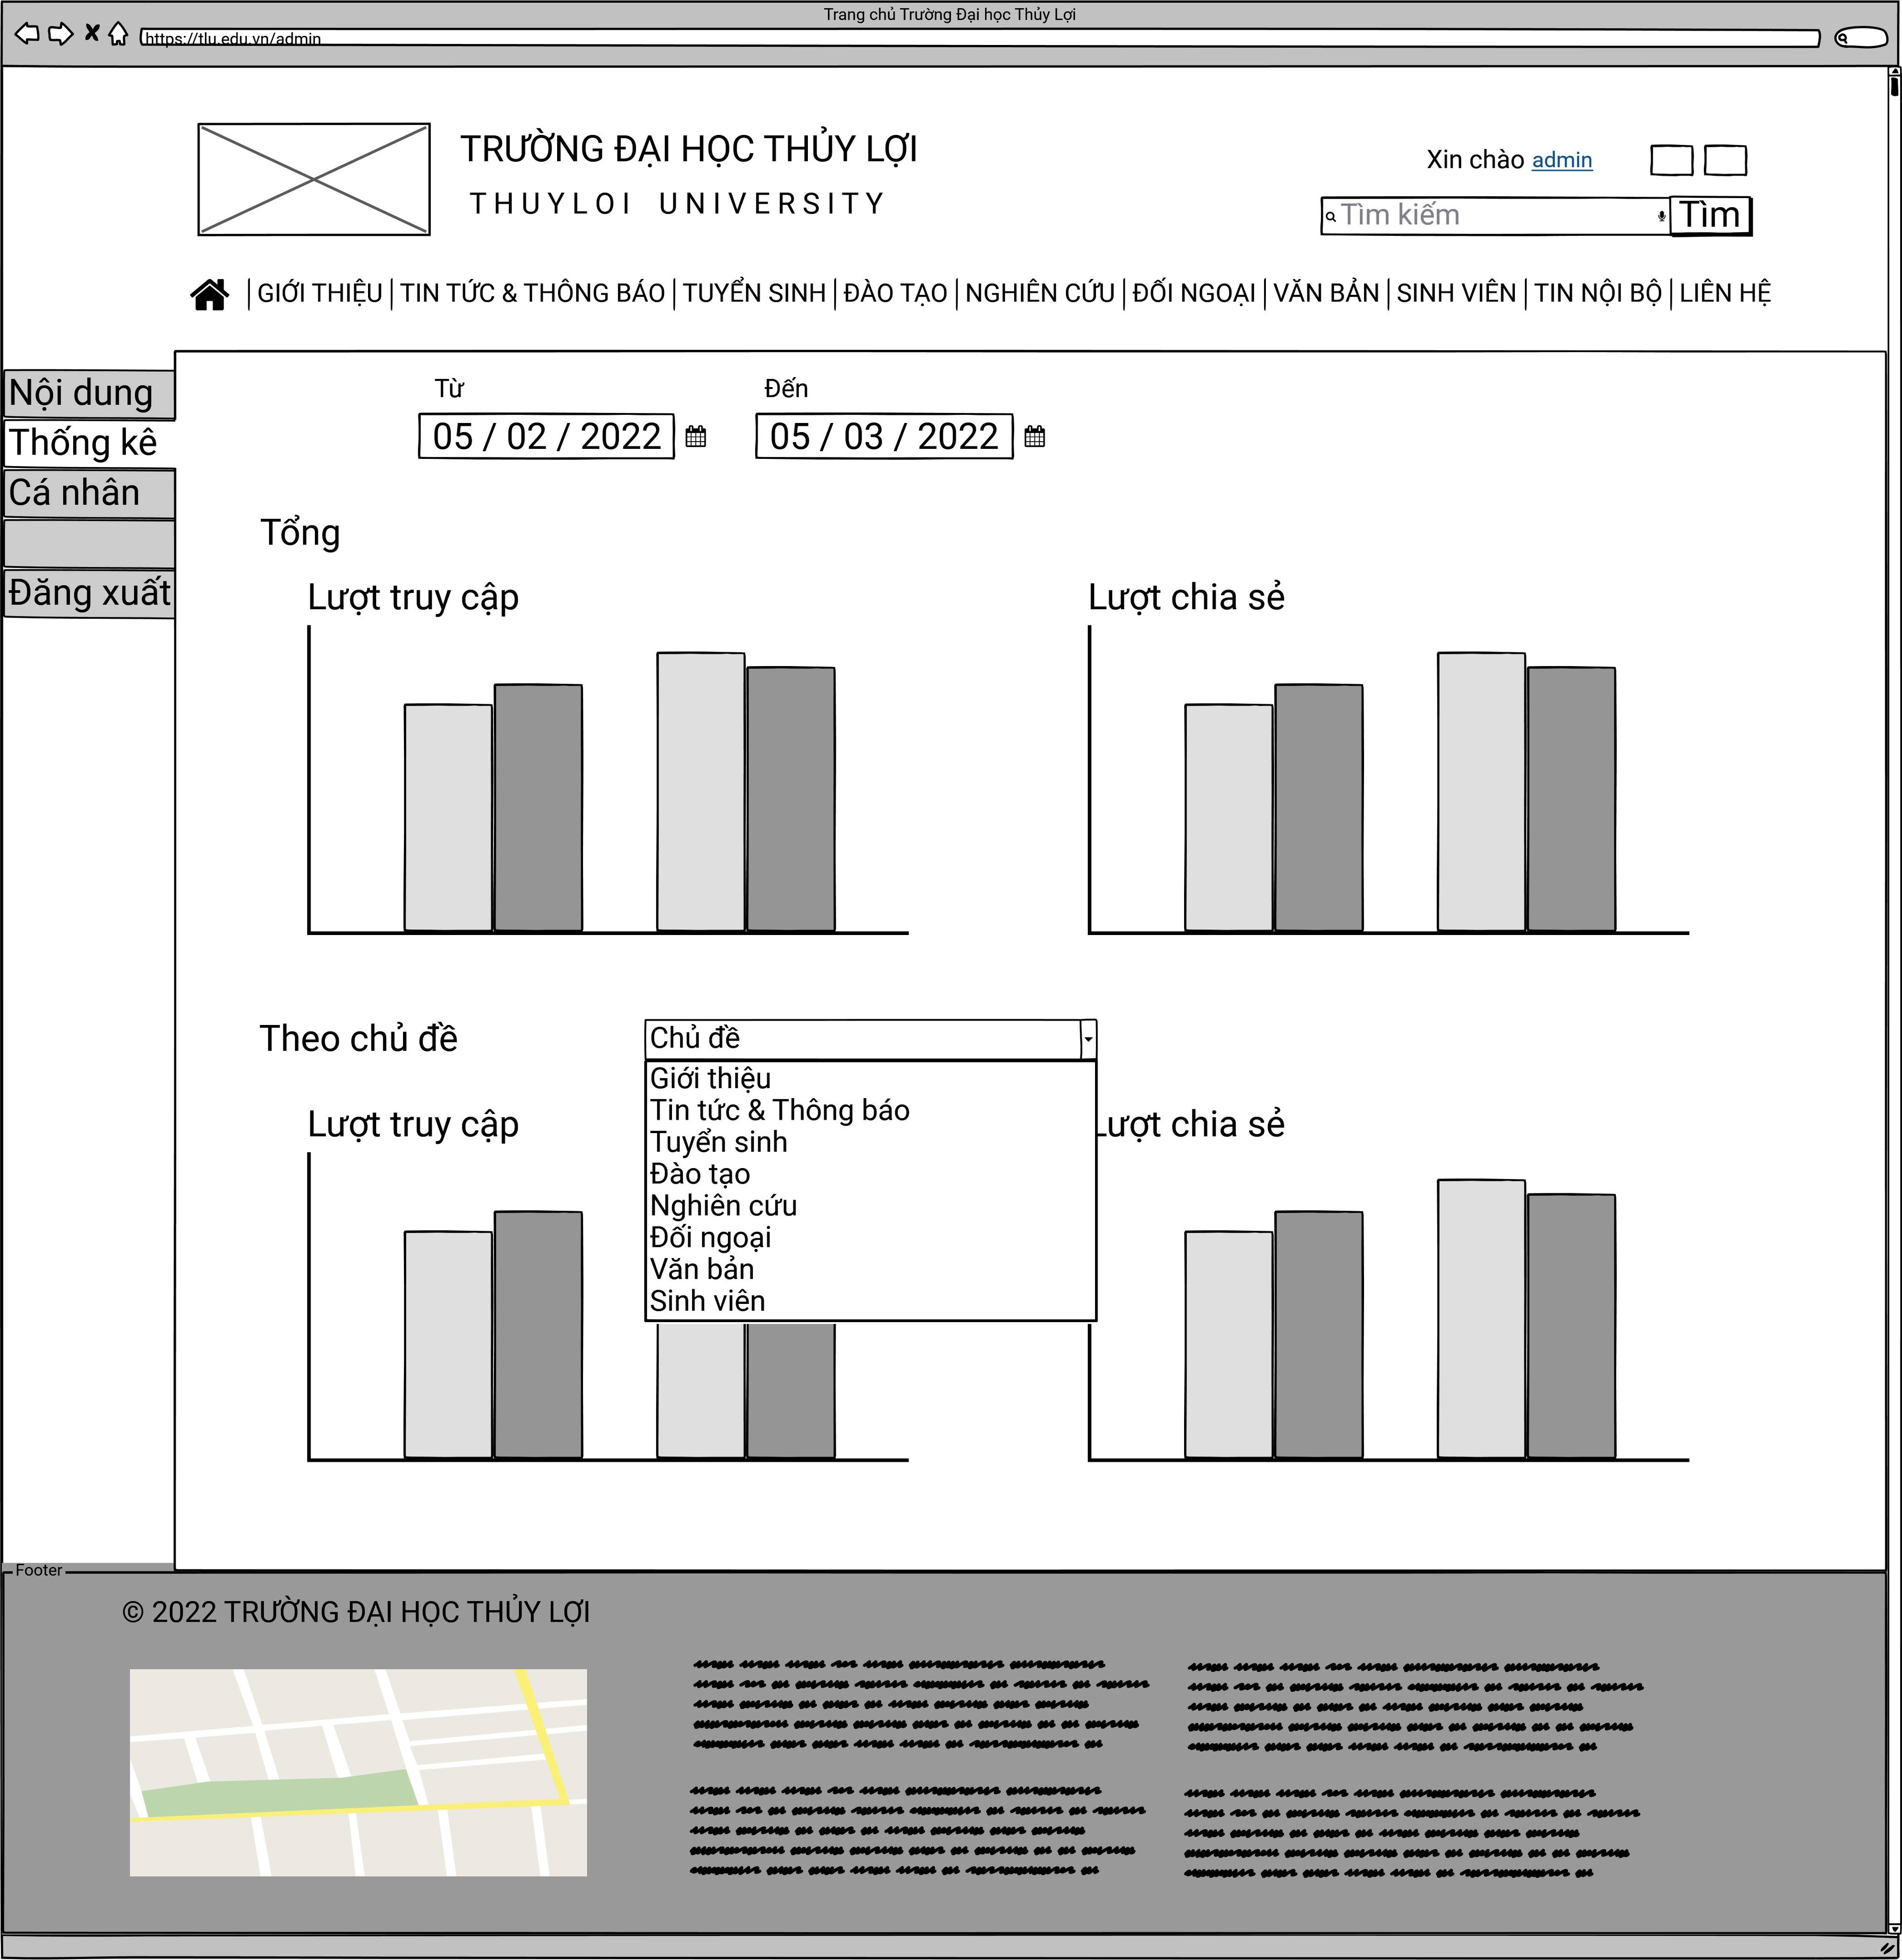 Trang chủ Trường Đại học Thủy Lợi
https://tlu.edu.vn/admin
TRƯỜNG ĐẠI HỌC THỦY LỢI
THUYLOI UNIVERSITY
Xin chào admin
Tìm kiếm
Tìm
GIỚI THIỆU TIN TỨC & THÔNG BÁO TUYỂN SINH ĐÀO TẠO NGHIÊN CỨU ĐỐI NGOẠI VĂN BẢN SINH VIÊN TIN NỘI BỘ LIÊN HỆ
Nội dung
Thống kê
Cá nhân
Đăng xuất
Từ
Đến
05 / 02 / 2022
05 / 03 / 2022
Tổng
Lượt truy cập
Lượt chia sẻ
Theo chủ đề
Chủ đề
Giới thiệu
Tin tức & Thông báo
Tuyển sinh
Đào tạo
Nghiên cứu
Đối ngoại
Văn bản
Sinh viên
Lượt truy cập
Lượt chia sẻ
Footer
© 2022 TRƯỜNG ĐẠI HỌC THỦY LỢI